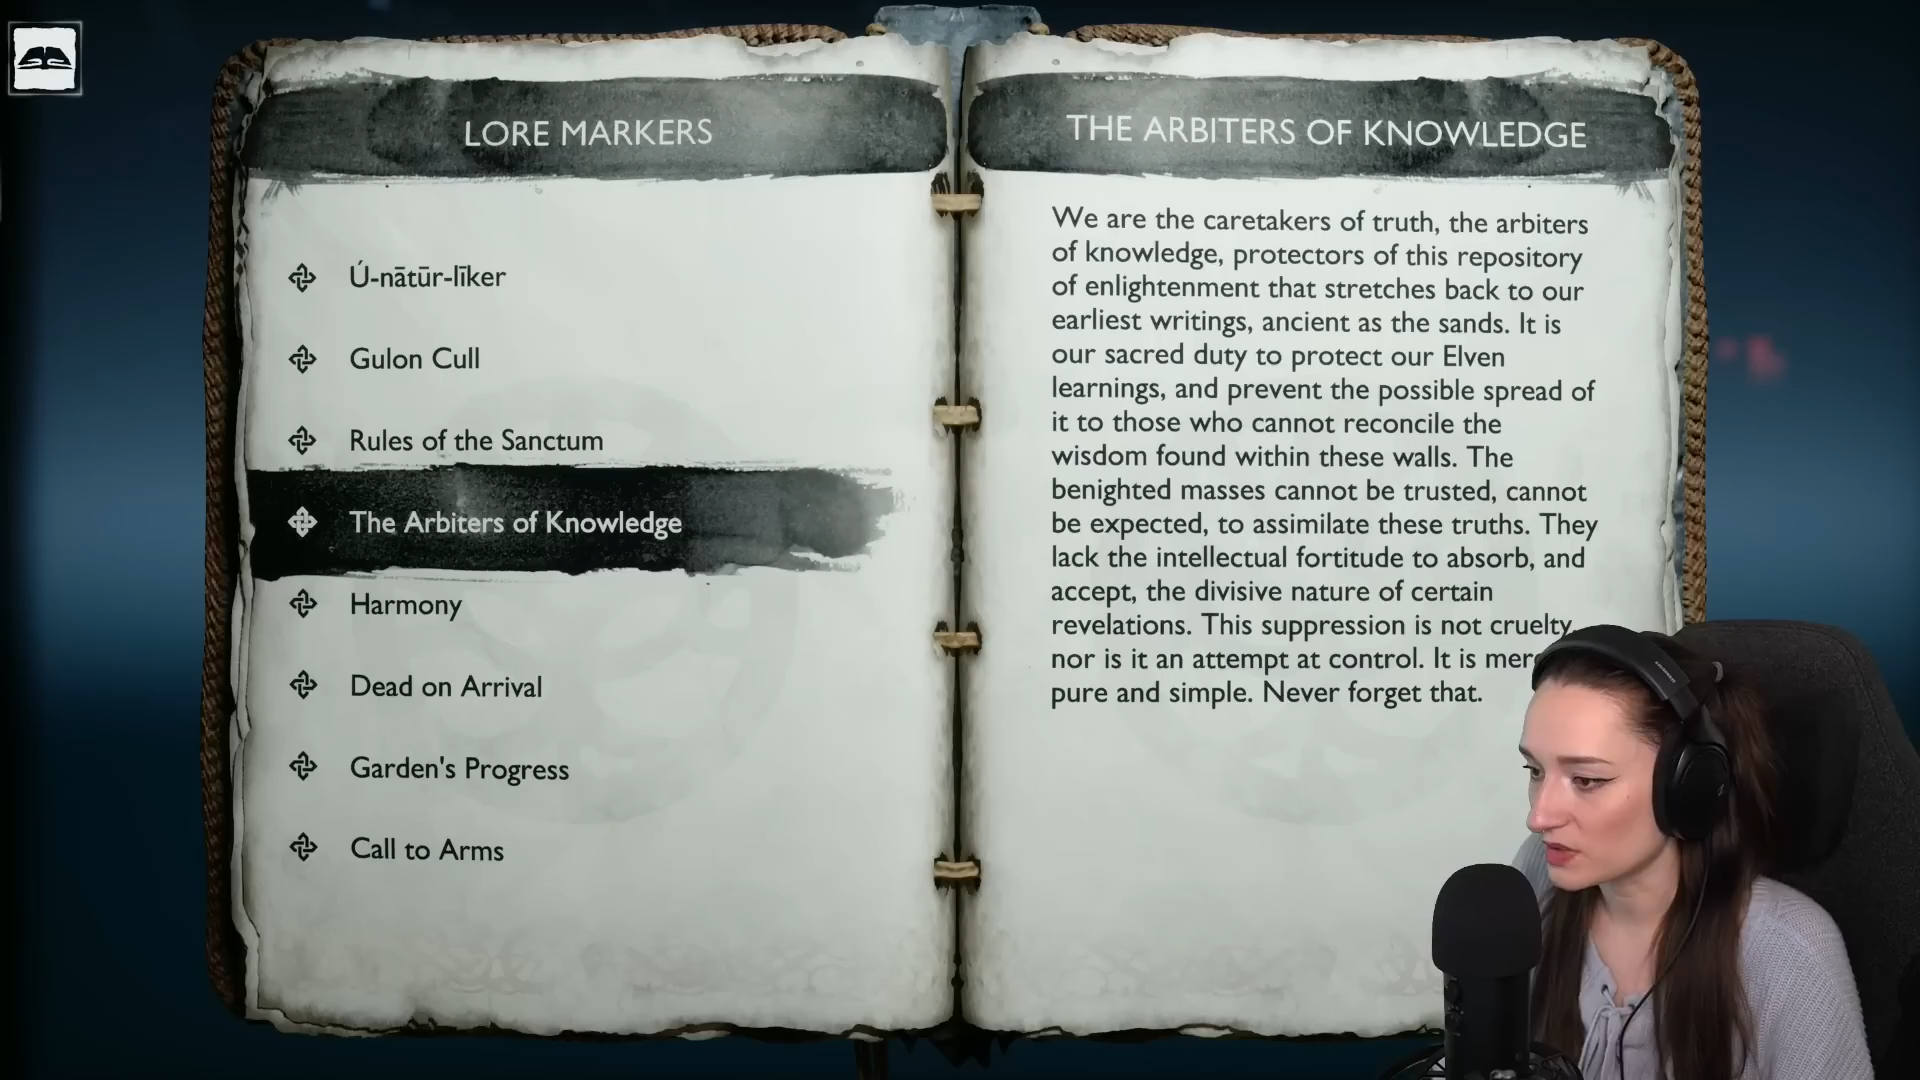 LORE MARKERS
Ú-nātūr-līker
Gulon Cull
Rules of the Sanctum
The Arbiters of Knowledge
Harmony
Dead on Arrival
Garden's Progress
Call to Arms
THE ARBITERS OF KNOWLEDGE
We are the caretakers of truth, the arbiters
of knowledge, protectors of this repository
of enlightenment that stretches back to our
earliest writings, ancient as the sands. It is
our sacred duty to protect our Elven
learnings, and prevent the possible spread of
it to those who cannot reconcile the
wisdom found within these walls. The
benighted masses cannot be trusted, cannot
be expected, to assimilate these truths. They
lack the intellectual fortitude to absorb, and
accept, the divisive nature of certain
revelations. This suppression is not cruelty
nor is it an attempt at control. It is
pure and simple. Never forget that.